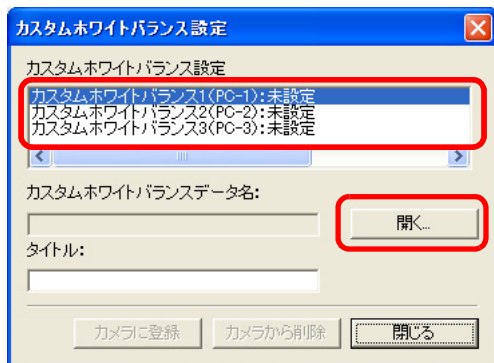 カスタムホワイトバランス設定
カスタムホワイトバランス設定
カスタムホワイトバランス1(PC-1):未設定
カスタムホワイトバランス2(PC-2):未設定
カスタムホワイトバランス3(PC-3):未設定
カスタムホワイトバランスデータ名:
開く...
タイトル:
カメラに登録 カメラから削除 閉じる